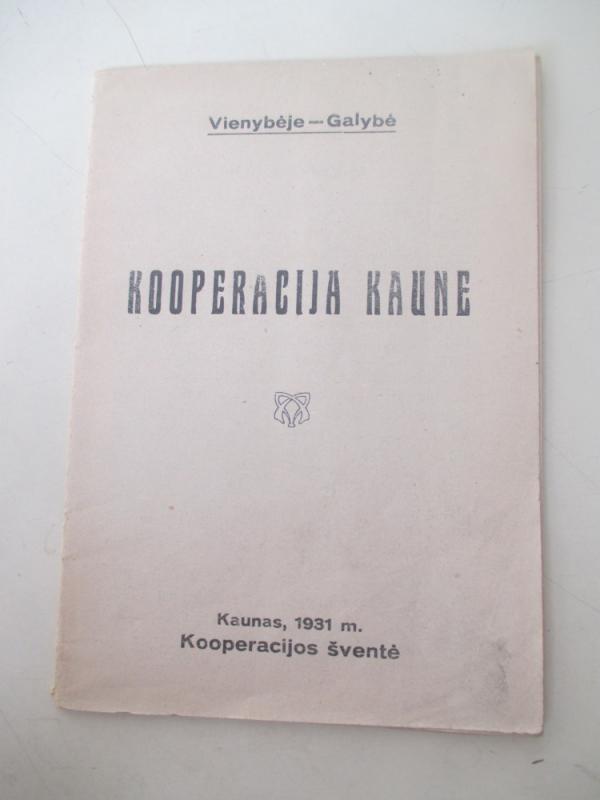 Vienybėje — Galybė
KOOPERACIJA KAUNE
Kaunas, 1931 m.
Kooperacijos šventė